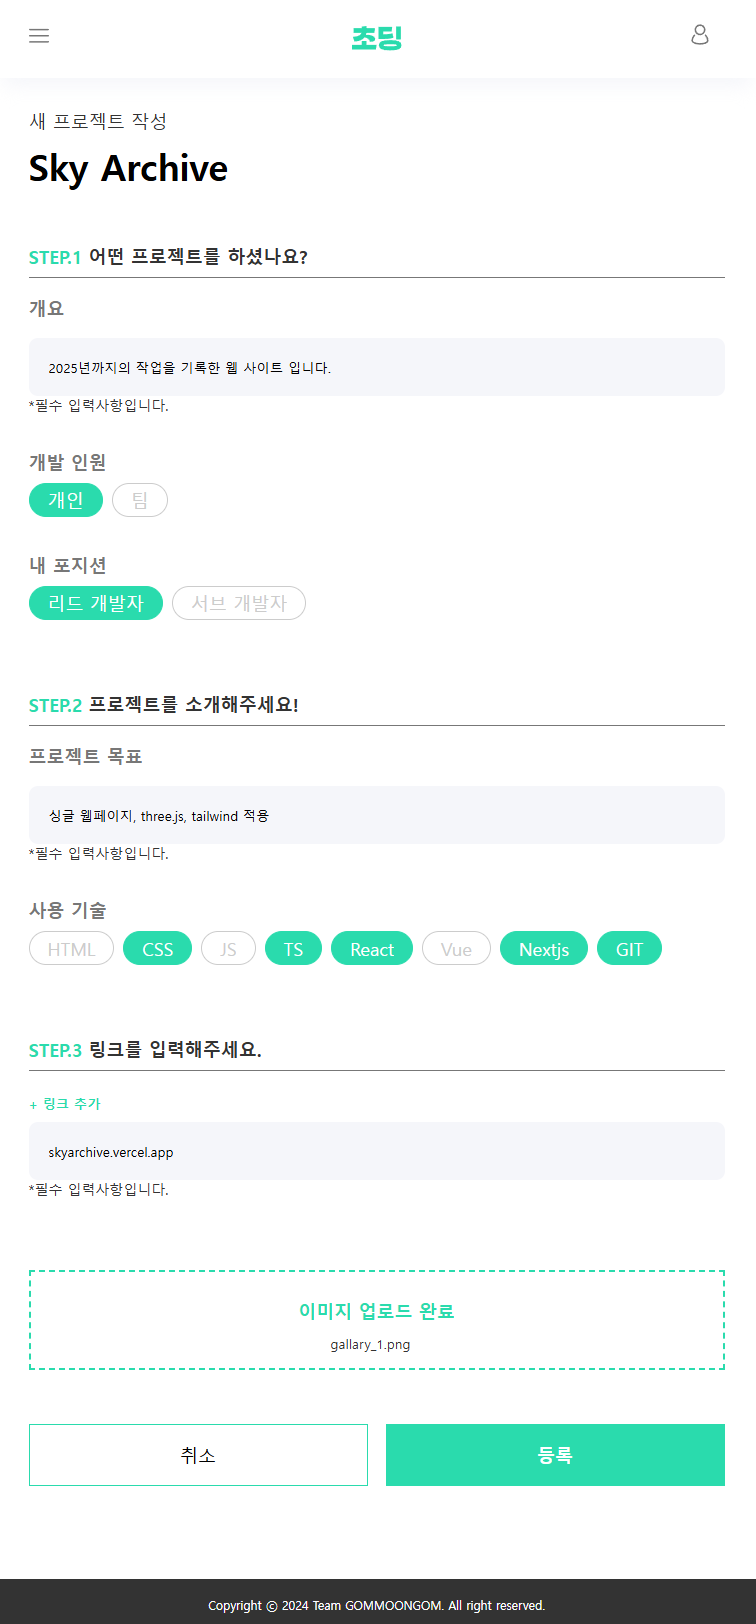 초딩
새 프로젝트 작성
Sky Archive
STEP.1 어떤 프로젝트를 하셨나요?
개요
2025년까지의 작업을 기록한 웹 사이트 입니다.
*필수 입력사항입니다.
개발 인원
개인 팀
내 포지션
리드 개발자 서브 개발자
STEP.2 프로젝트를 소개해주세요!
프로젝트 목표
싱글 웹페이지, three.js, tailwind 적용
*필수 입력사항입니다.
사용 기술
HTML CSS JS TS React Vue Nextjs GIT
STEP.3 링크를 입력해주세요.
+ 링크 추가
skyarchive.vercel.app
*필수 입력사항입니다.
이미지 업로드 완료
gallary_1.png
취소 등록
Copyright ⓒ 2024 Team GOMMOONGOM. All right reserved.